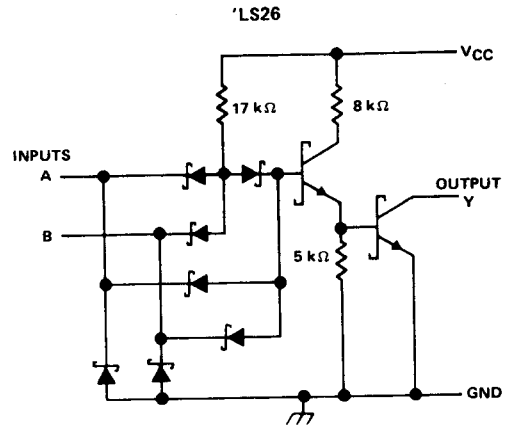 'LS26
VCC
17 kΩ
8 kΩ
INPUTS
A
OUTPUT
Y
B
5 kΩ
GND